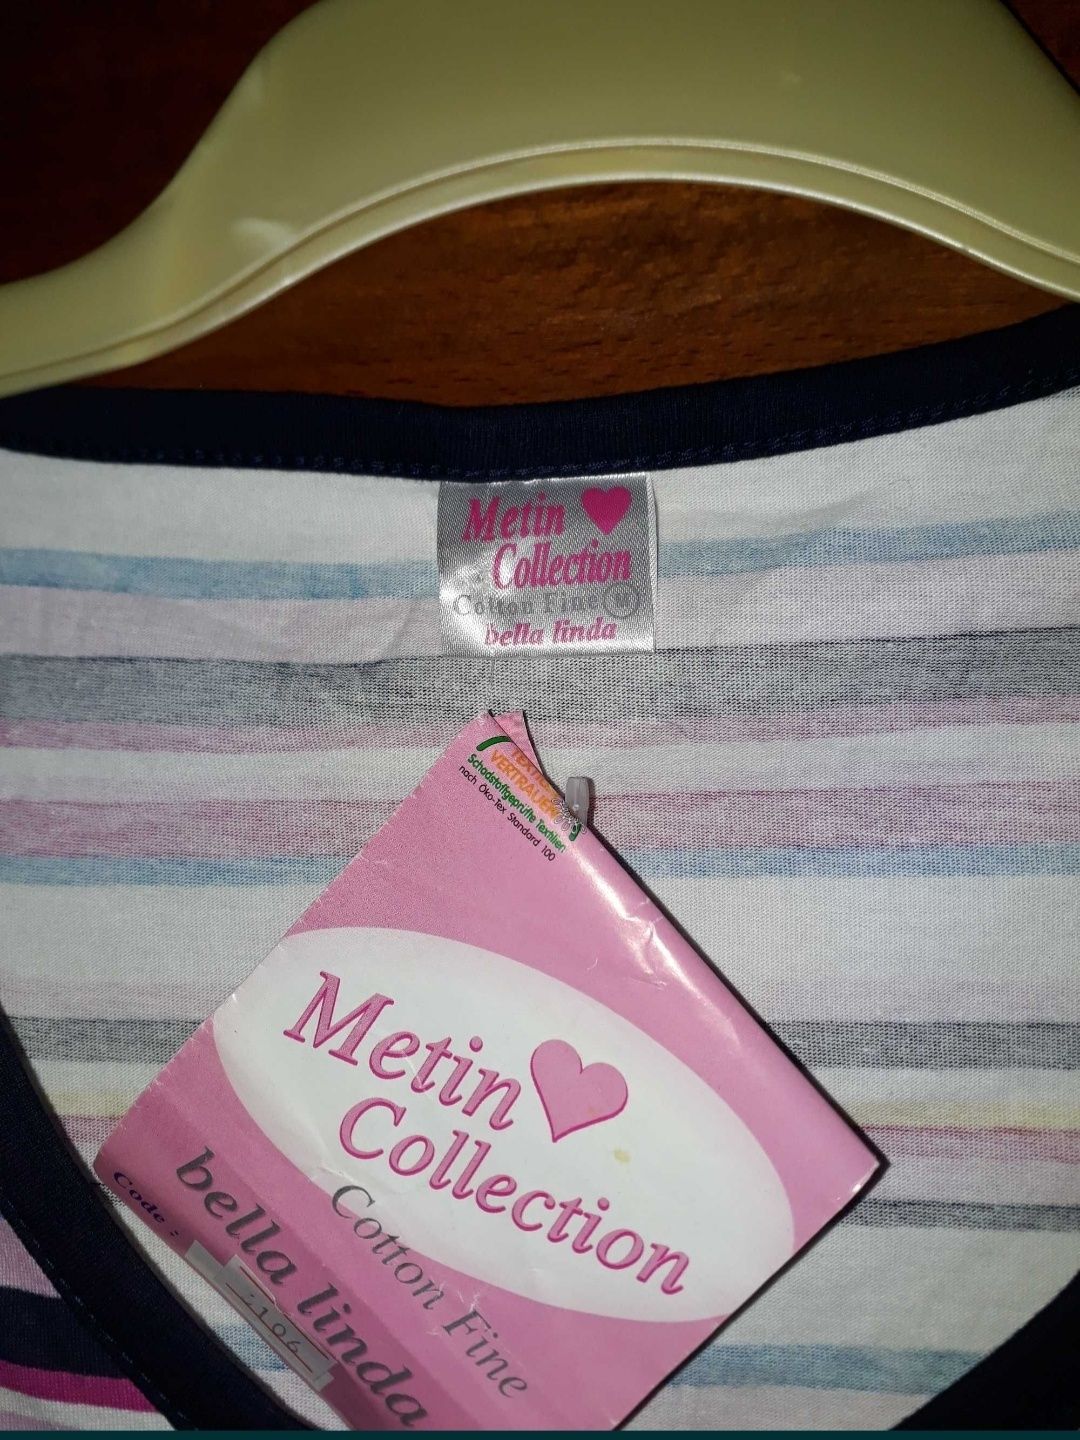 Metin
Collection
Cotton Fine M
bella linda
VERTRAUEN
Schadstoffgeprüfte Textilien
nach Öko-Tex Standard 100
Metin
Collection
Cotton Fine
bella linda
Code :